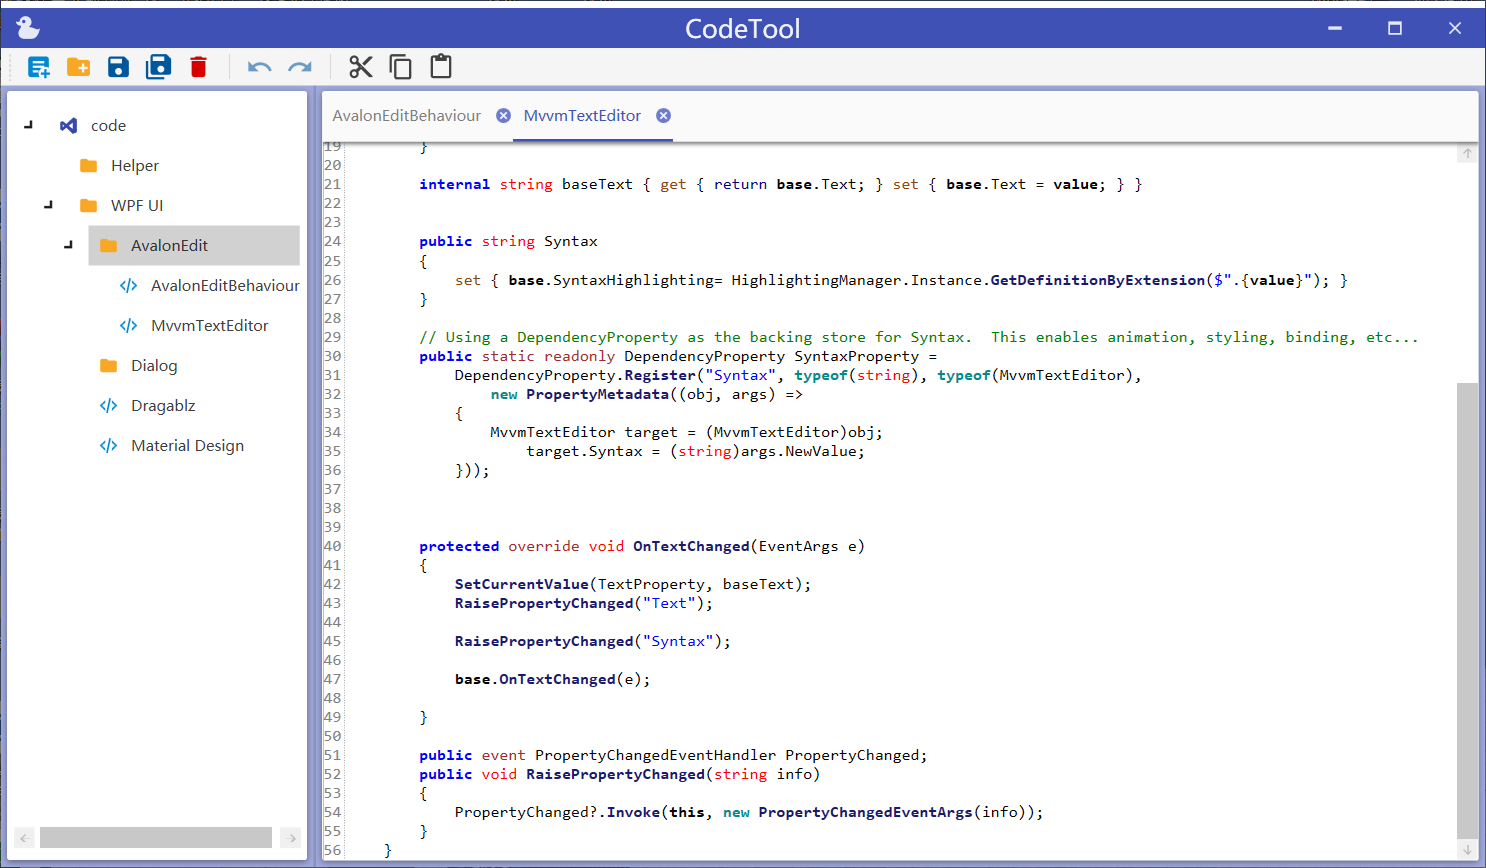 CodeTool
code
Helper
WPF UI
AvalonEdit
AvalonEditBehaviour
MvvmTextEditor
Dialog
Dragablz
Material Design
AvalonEditBehaviour MvvmTextEditor
19 }
20
21 internal string baseText { get { return base.Text; } set { base.Text = value; } }
22
23
24 public string Syntax
25 {
26 set { base.SyntaxHighlighting= HighlightingManager.Instance.GetDefinitionByExtension($".{value}"); }
27 }
28
29 // Using a DependencyProperty as the backing store for Syntax.  This enables animation, styling, binding, etc...
30 public static readonly DependencyProperty SyntaxProperty =
31 DependencyProperty.Register("Syntax", typeof(string), typeof(MvvmTextEditor),
32 new PropertyMetadata((obj, args) =>
33 {
34 MvvmTextEditor target = (MvvmTextEditor)obj;
35 target.Syntax = (string)args.NewValue;
36 }));
37
38
39
40 protected override void OnTextChanged(EventArgs e)
41 {
42 SetCurrentValue(TextProperty, baseText);
43 RaisePropertyChanged("Text");
44
45 RaisePropertyChanged("Syntax");
46
47 base.OnTextChanged(e);
48
49 }
50
51 public event PropertyChangedEventHandler PropertyChanged;
52 public void RaisePropertyChanged(string info)
53 {
54 PropertyChanged?.Invoke(this, new PropertyChangedEventArgs(info));
55 }
56 }